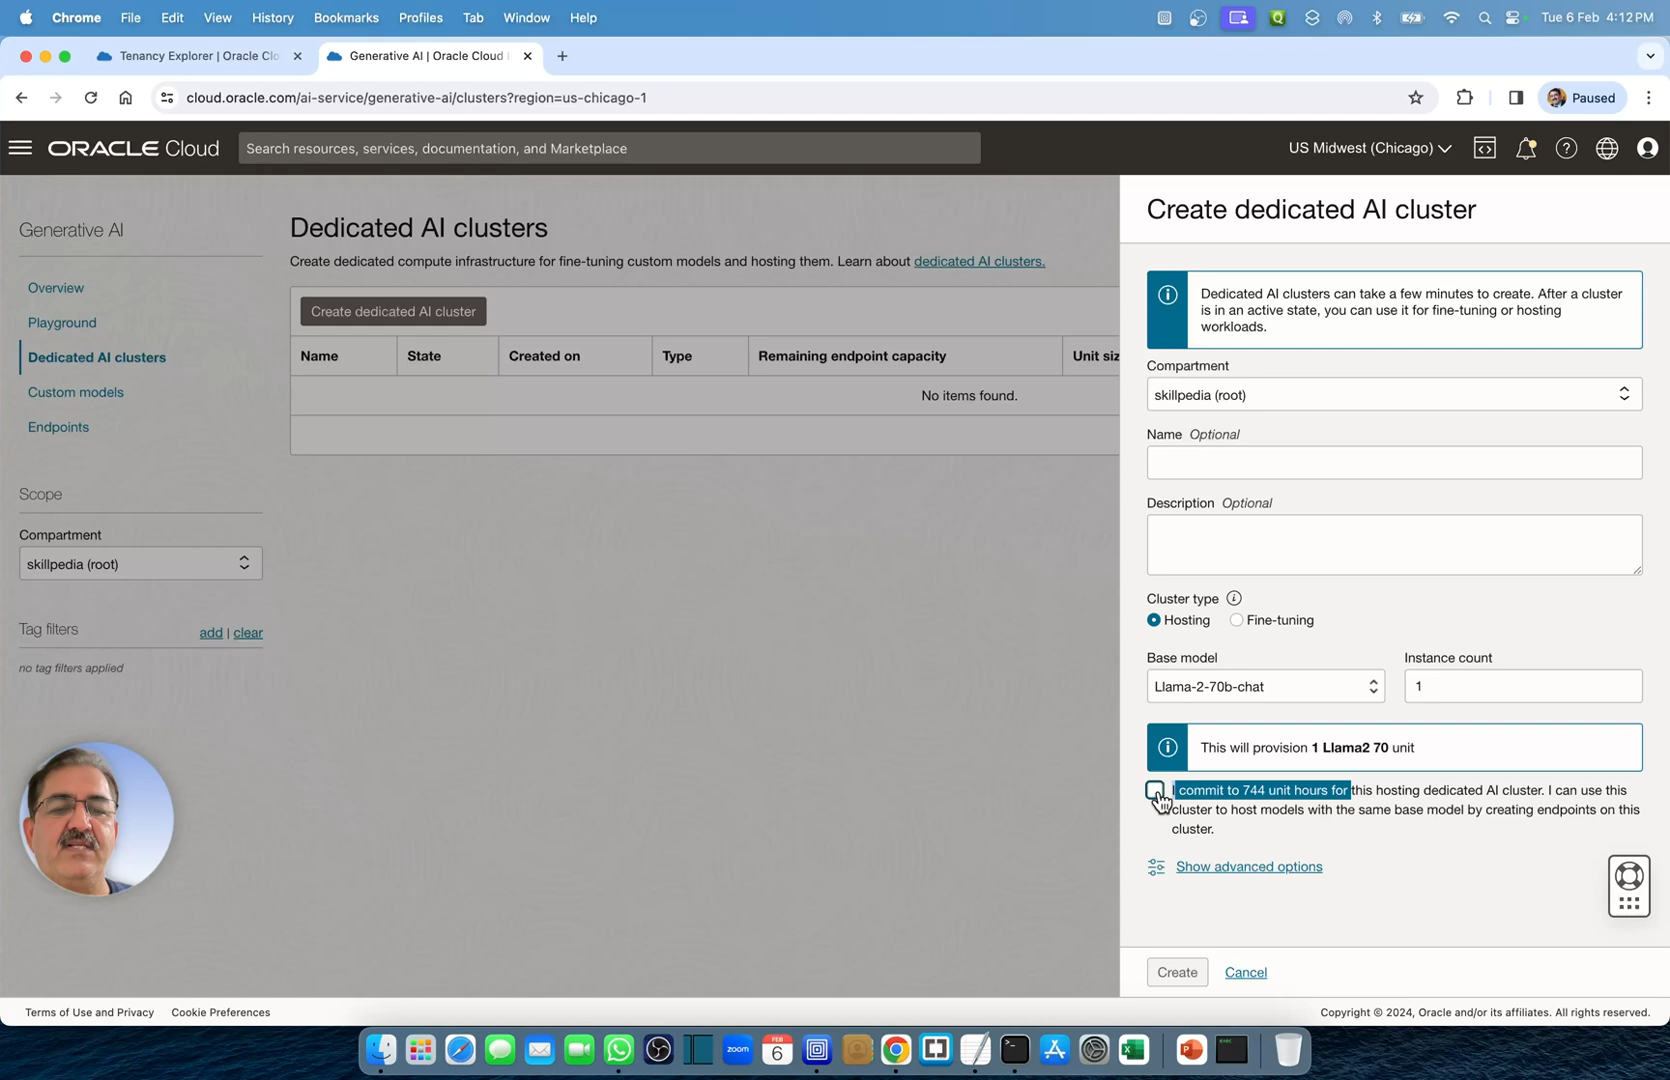 Chrome File Edit View History Bookmarks Profiles Tab Window Help Tue 6 Feb 4:12 PM
Tenancy Explorer | Oracle Clo
Generative AI | Oracle Cloud
cloud.oracle.com/ai-service/generative-ai/clusters?region=us-chicago-1
Paused
ORACLE Cloud
Search resources, services, documentation, and Marketplace
US Midwest (Chicago)
Generative AI
Overview
Playground
Dedicated AI clusters
Custom models
Endpoints
Scope
Compartment
skillpedia (root)
Tag filters add | clear
no tag filters applied
Dedicated AI clusters
Create dedicated compute infrastructure for fine-tuning custom models and hosting them. Learn about dedicated AI clusters.
Create dedicated AI cluster
Name State Created on Type Remaining endpoint capacity Unit siz
No items found.
Create dedicated AI cluster
Dedicated AI clusters can take a few minutes to create. After a cluster
is in an active state, you can use it for fine-tuning or hosting
workloads.
Compartment
skillpedia (root)
Name Optional
Description Optional
Cluster type
Hosting Fine-tuning
Base model Instance count
Llama-2-70b-chat 1
This will provision 1 Llama2 70 unit
I commit to 744 unit hours for this hosting dedicated AI cluster. I can use this
cluster to host models with the same base model by creating endpoints on this
cluster.
Show advanced options
Create Cancel
Terms of Use and Privacy Cookie Preferences
Copyright © 2024, Oracle and/or its affiliates. All rights reserved.
zoom
FEB
6